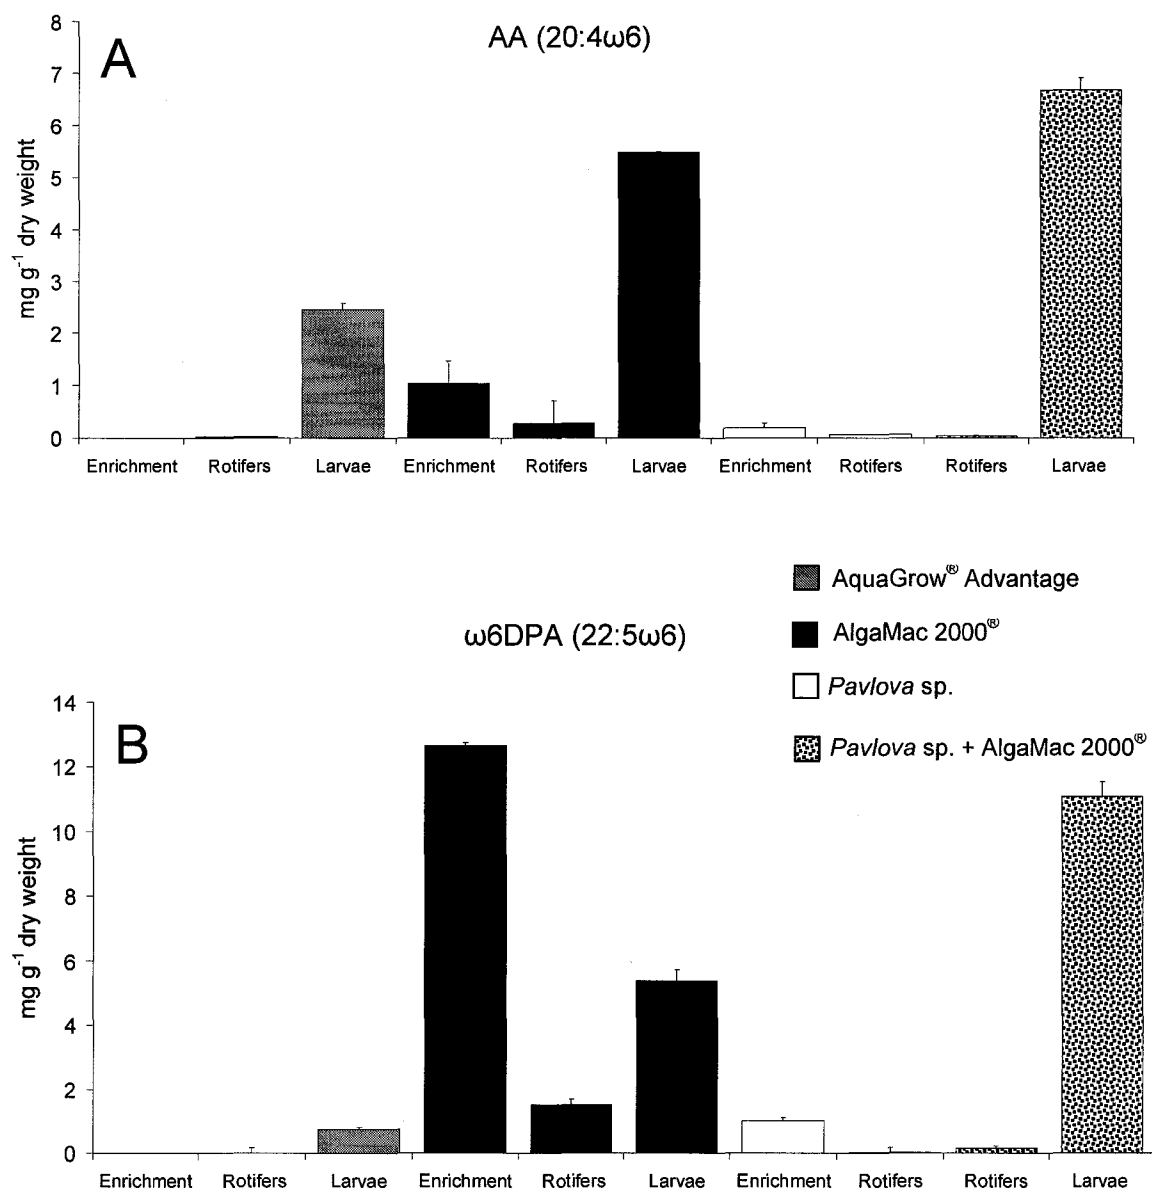 AA (20:4ω6)
A
8
7
6
5
4
3
2
1
0
mg g⁻¹ dry weight
Enrichment Rotifers Larvae Enrichment Rotifers Larvae Enrichment Rotifers Rotifers Larvae
AquaGrow® Advantage
AlgaMac 2000®
Pavlova sp.
Pavlova sp. + AlgaMac 2000®
ω6DPA (22:5ω6)
B
14
12
10
8
6
4
2
0
mg g⁻¹ dry weight
Enrichment Rotifers Larvae Enrichment Rotifers Larvae Enrichment Rotifers Rotifers Larvae